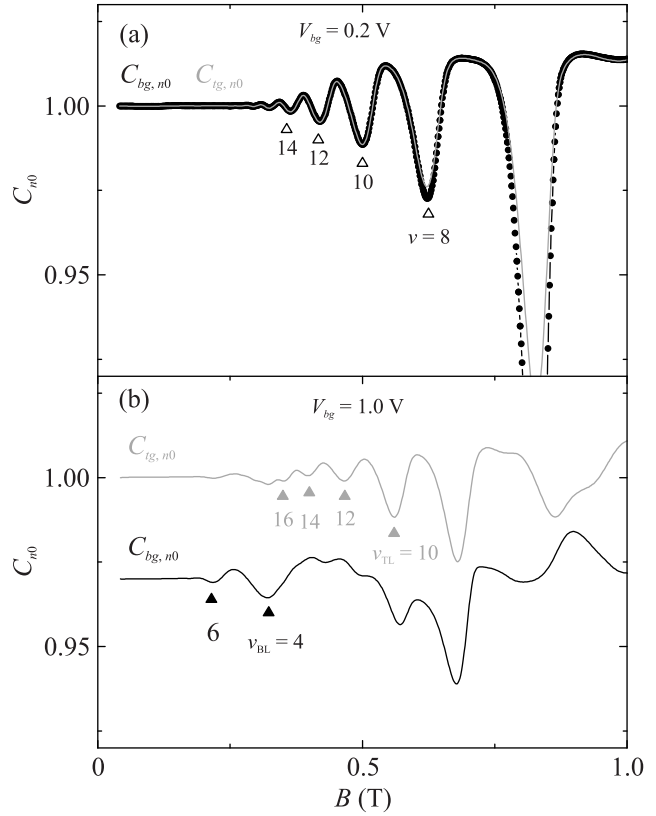 (a)
V_bg = 0.2 V
C_bg, n0 C_tg, n0
1.00
14
12
10
ν = 8
C_n0
0.95
(b)
V_bg = 1.0 V
C_tg, n0
1.00
16 14 12
ν_TL = 10
C_bg, n0
C_n0
6
ν_BL = 4
0.95
0 0.5 1.0
B (T)